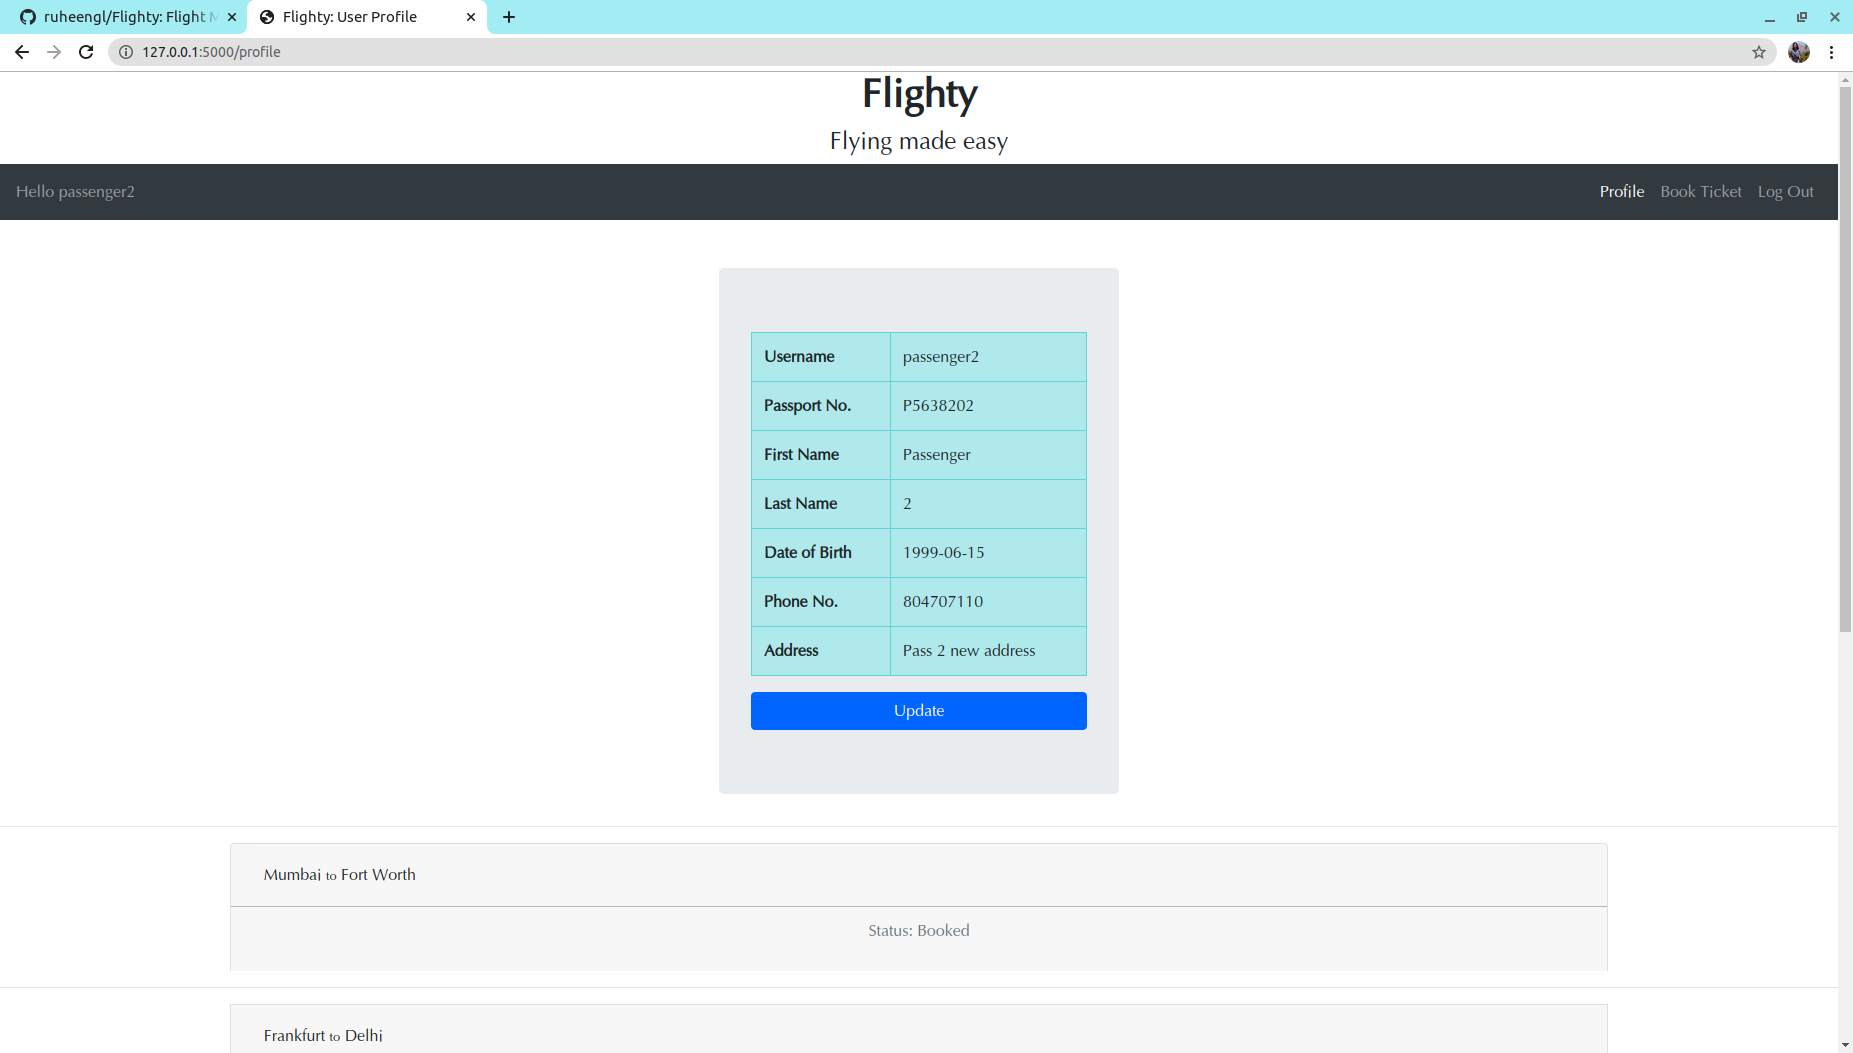 ruheengl/Flighty: Flight M
Flighty: User Profile
127.0.0.1:5000/profile
Flighty
Flying made easy
Hello passenger2
Profile
Book Ticket
Log Out
Username passenger2
Passport No. P5638202
First Name Passenger
Last Name 2
Date of Birth 1999-06-15
Phone No. 804707110
Address Pass 2 new address
Update
Mumbai to Fort Worth
Status: Booked
Frankfurt to Delhi